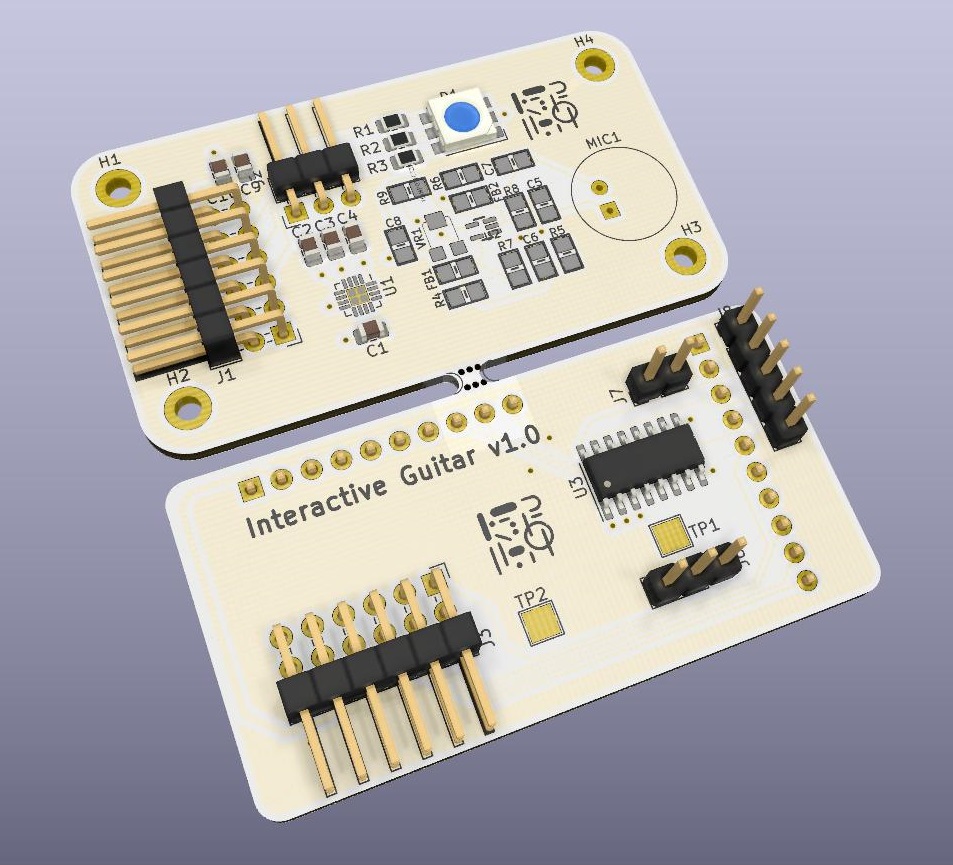 H4
H1
R1
R2
R3
MIC1
R6
C7
R9
FB2
R8
C5
H3
C2 C3 C4
C8
VR1
R7
C6
R5
U1
FB1
R4
C1
J1
H2
J7
Interactive Guitar v1.0
U3
TP1
TP2
J3